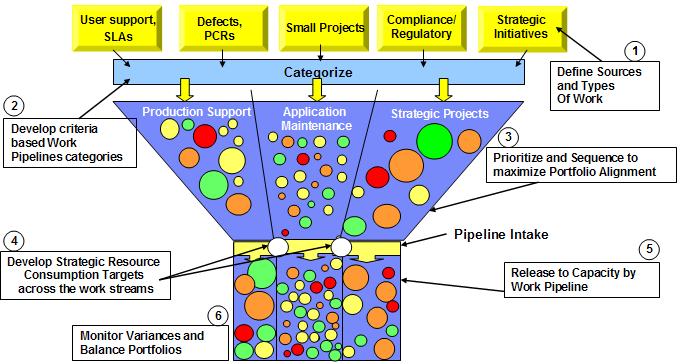 User support,
SLAs
Defects,
PCRs
Small Projects
Compliance/
Regulatory
Strategic
Initiatives
1
Categorize
Define Sources
and Types
Of Work
2
Develop criteria
based Work
Pipelines categories
Production Support
Application
Maintenance
Strategic Projects
3
Prioritize and Sequence to
maximize Portfolio Alignment
4
Develop Strategic Resource
Consumption Targets
across the work streams
Pipeline Intake
5
Release to Capacity by
Work Pipeline
6
Monitor Variances and
Balance Portfolios